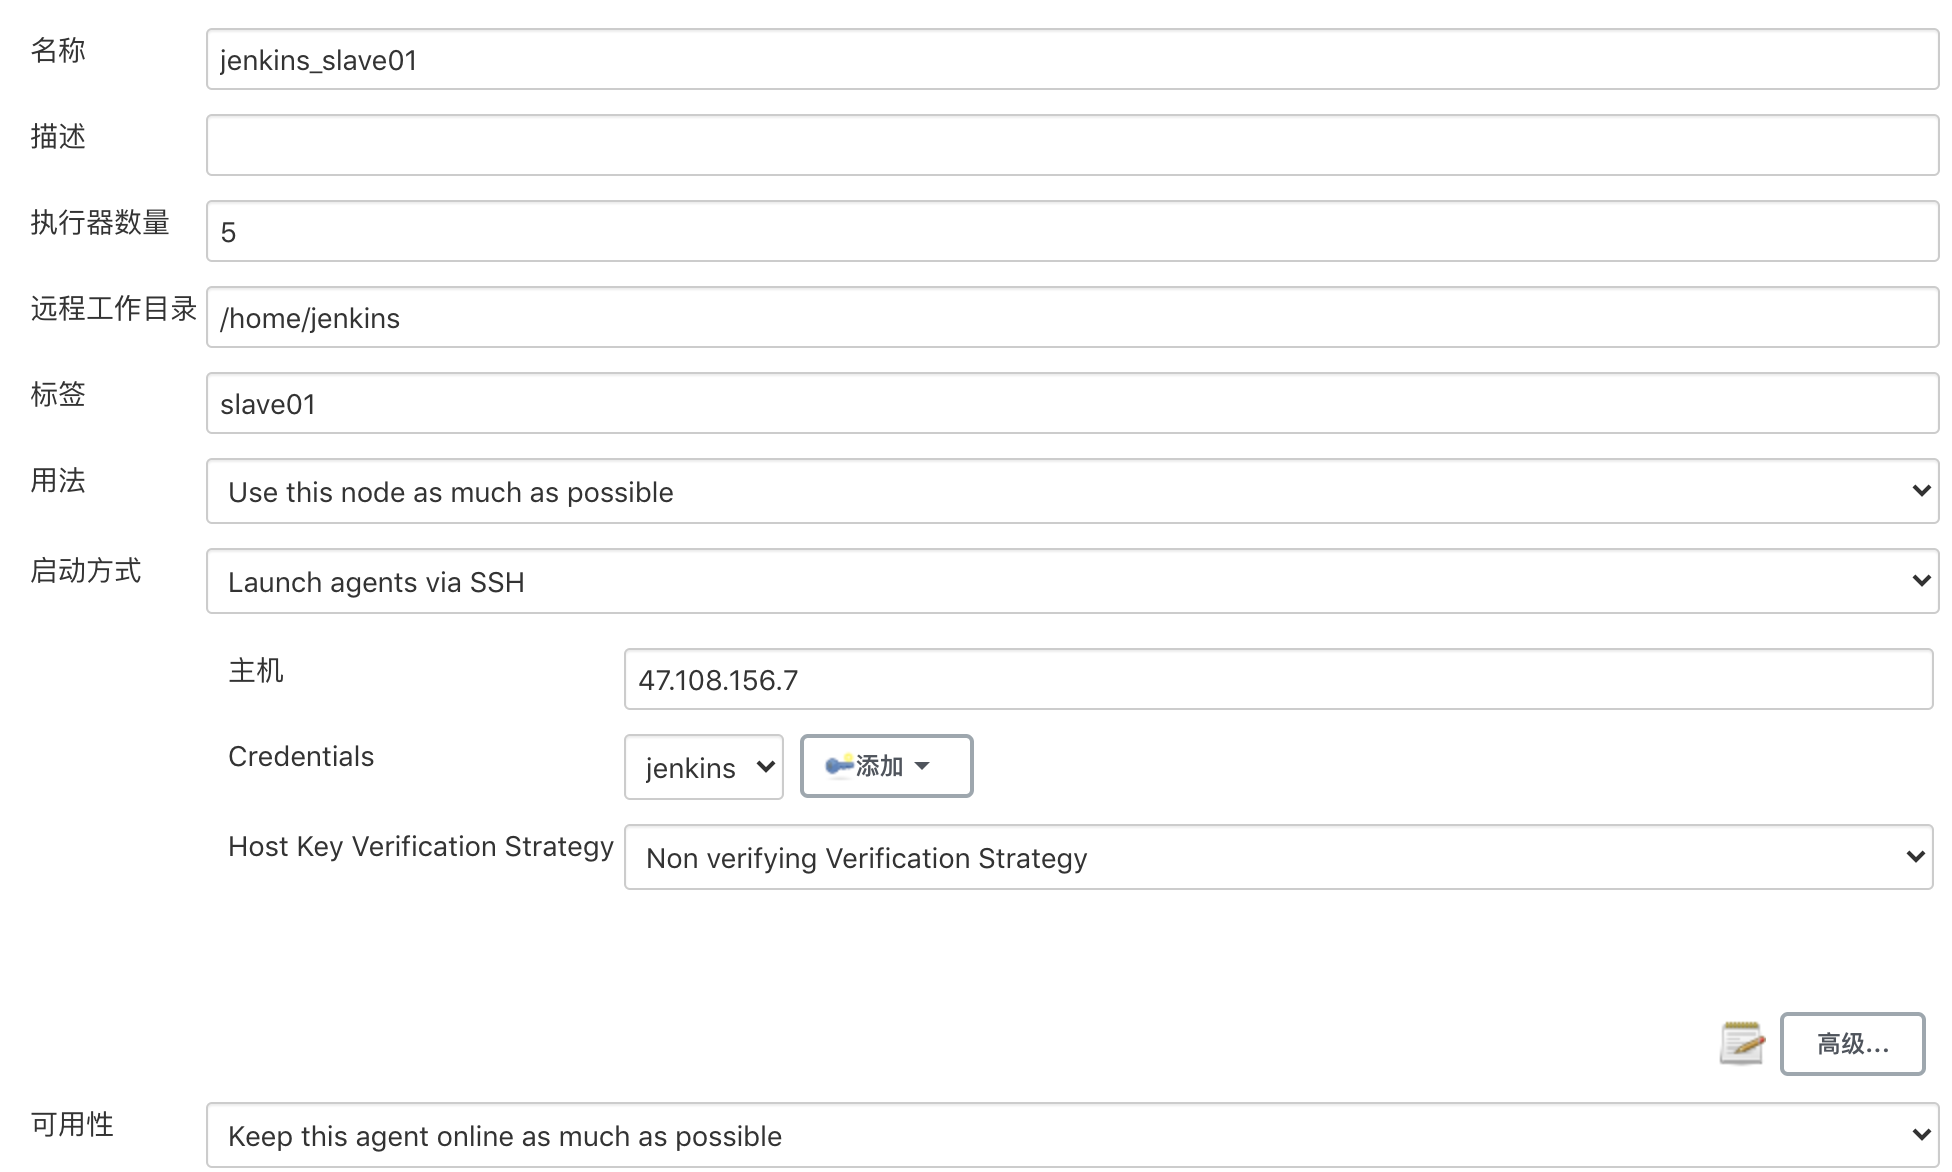 名称
jenkins_slave01
描述
执行器数量
5
远程工作目录
/home/jenkins
标签
slave01
用法
Use this node as much as possible
启动方式
Launch agents via SSH
主机
47.108.156.7
Credentials
jenkins
添加
Host Key Verification Strategy
Non verifying Verification Strategy
高级...
可用性
Keep this agent online as much as possible